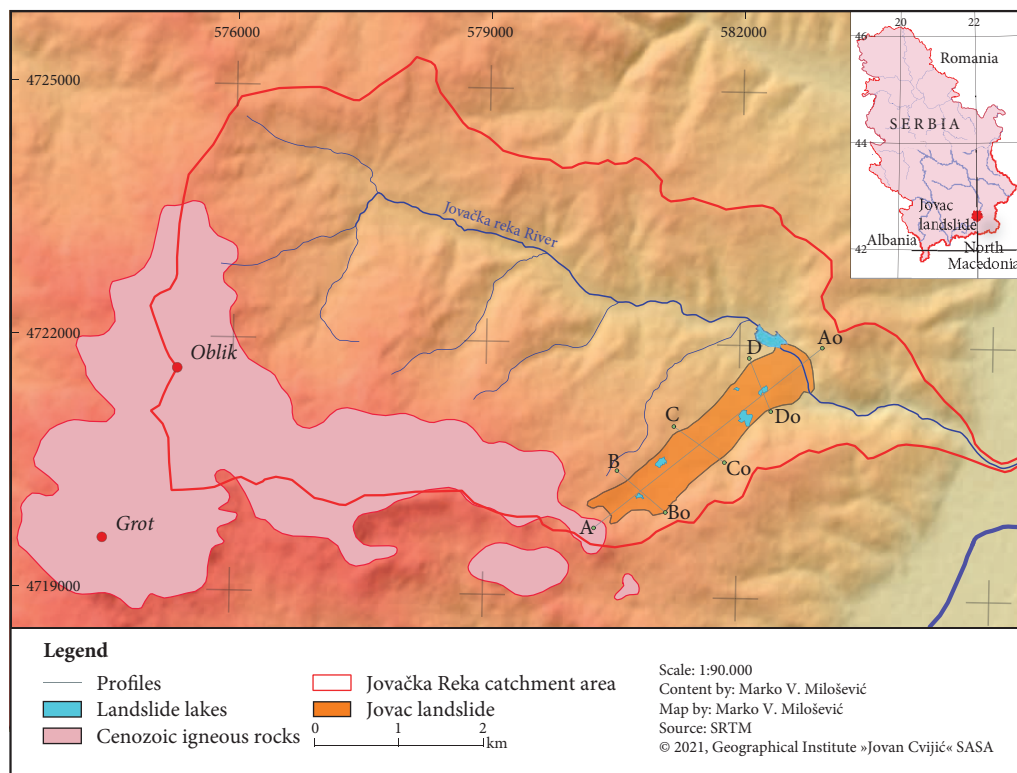 576000
579000
582000
4725000
4722000
4719000
20
22
46
44
42
Romania
SERBIA
Jovac
landslide
Albania
North
Macedonia
Jovačka reka River
Oblik
Grot
D
Ao
C
Do
B
Co
A
Bo
Legend
Profiles
Landslide lakes
Cenozoic igneous rocks
Jovačka Reka catchment area
Jovac landslide
0 1 2
km
Scale: 1:90.000
Content by: Marko V. Milošević
Map by: Marko V. Milošević
Source: SRTM
© 2021, Geographical Institute »Jovan Cvijić« SASA